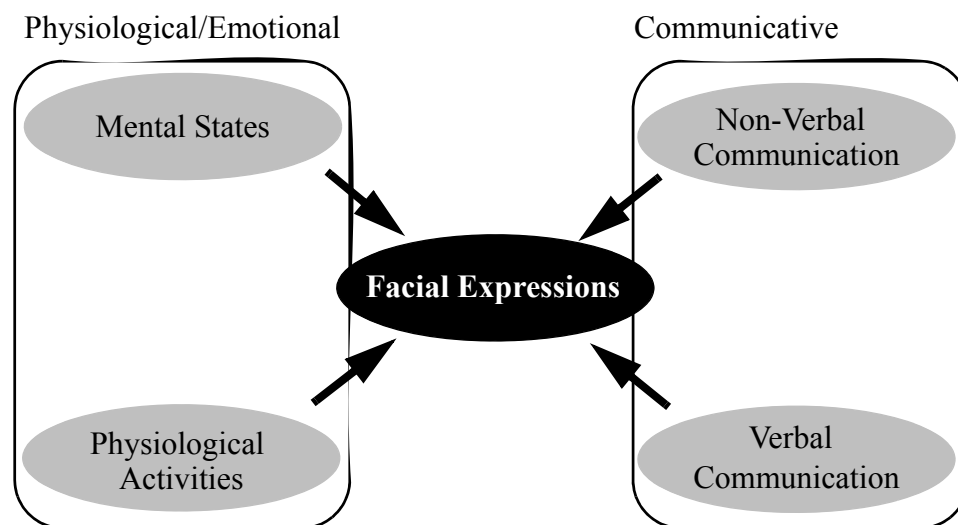 Physiological/Emotional
Communicative
Mental States
Non-Verbal
Communication
Facial Expressions
Physiological
Activities
Verbal
Communication